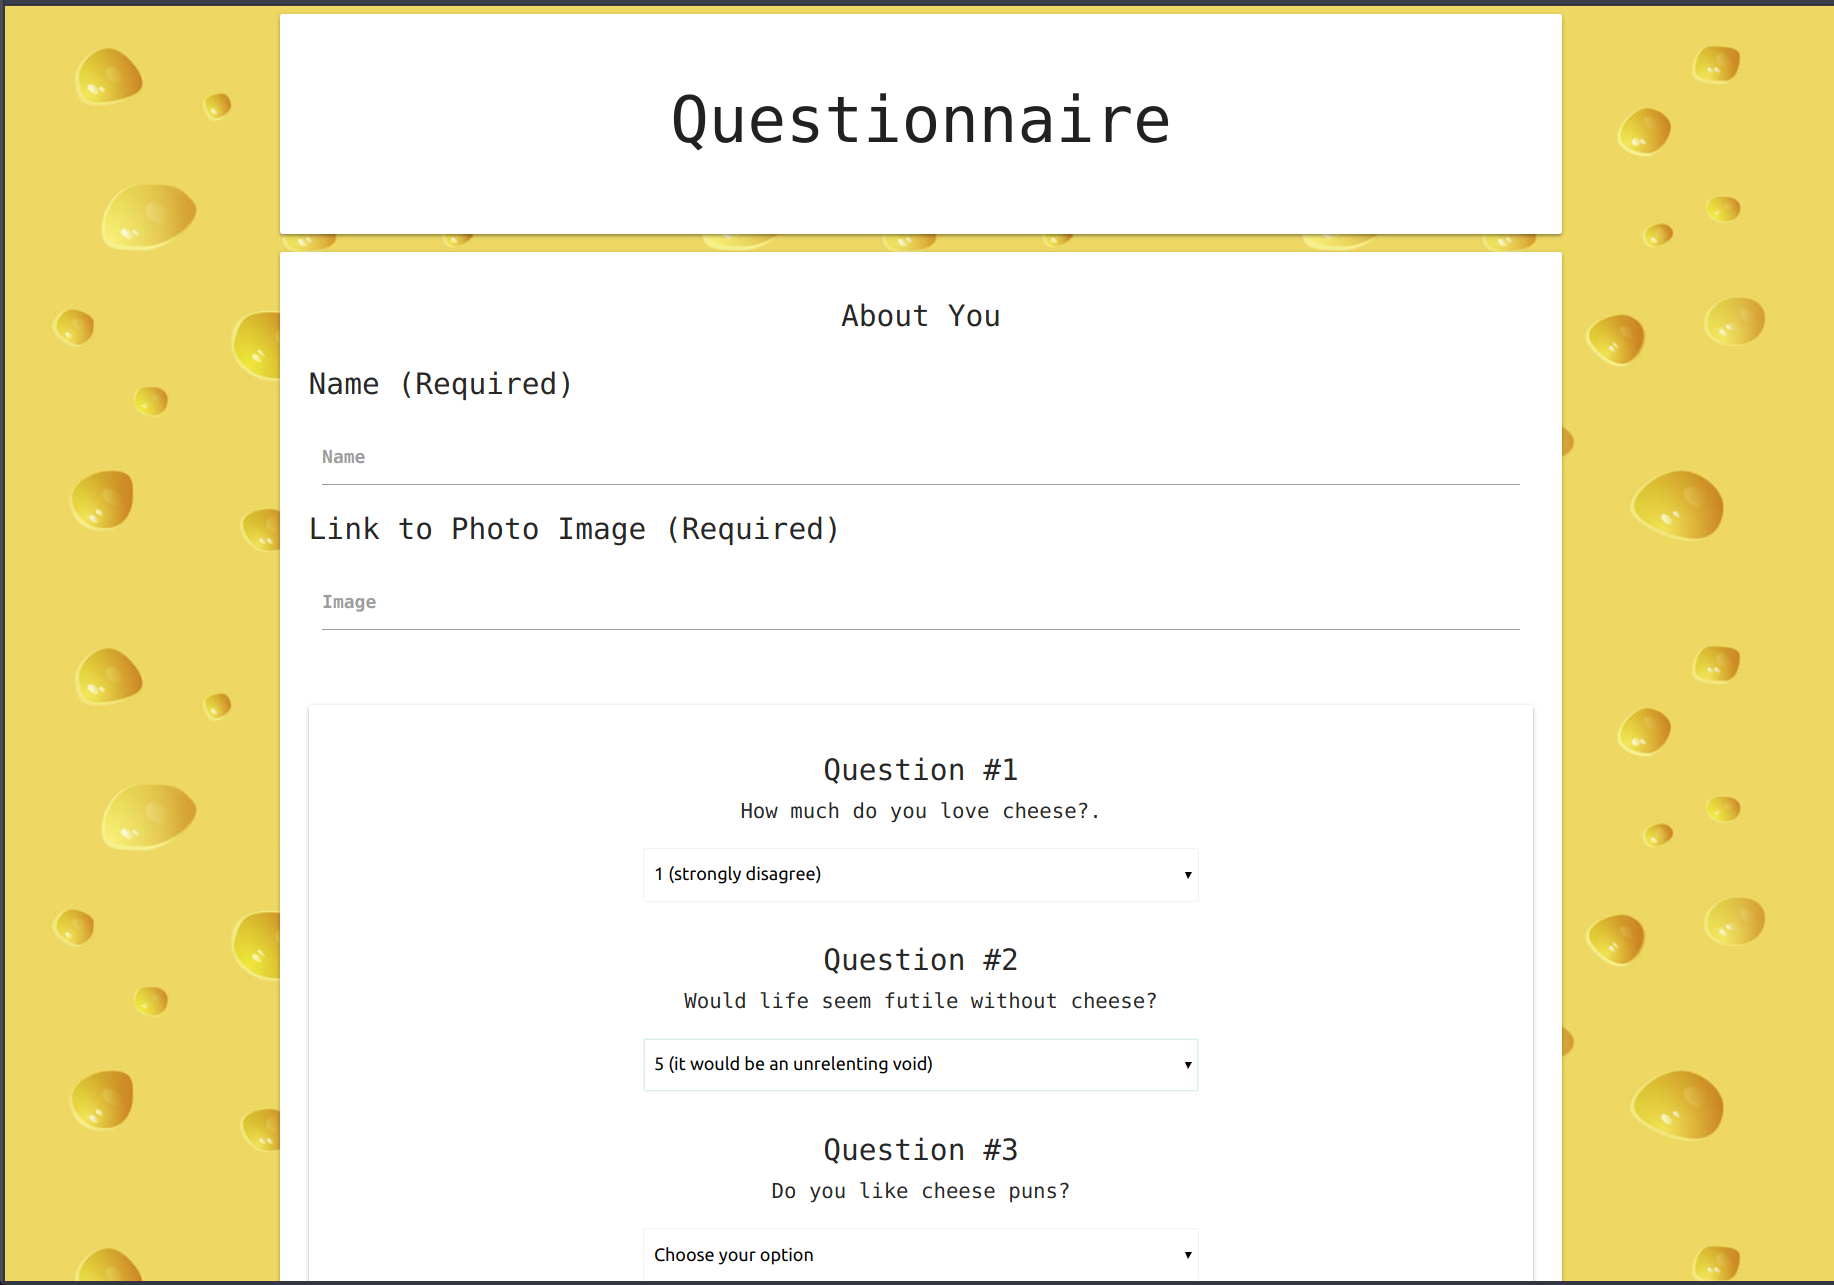 Questionnaire
About You
Name (Required)
Name
Link to Photo Image (Required)
Image
Question #1
How much do you love cheese?.
1 (strongly disagree)
Question #2
Would life seem futile without cheese?
5 (it would be an unrelenting void)
Question #3
Do you like cheese puns?
Choose your option